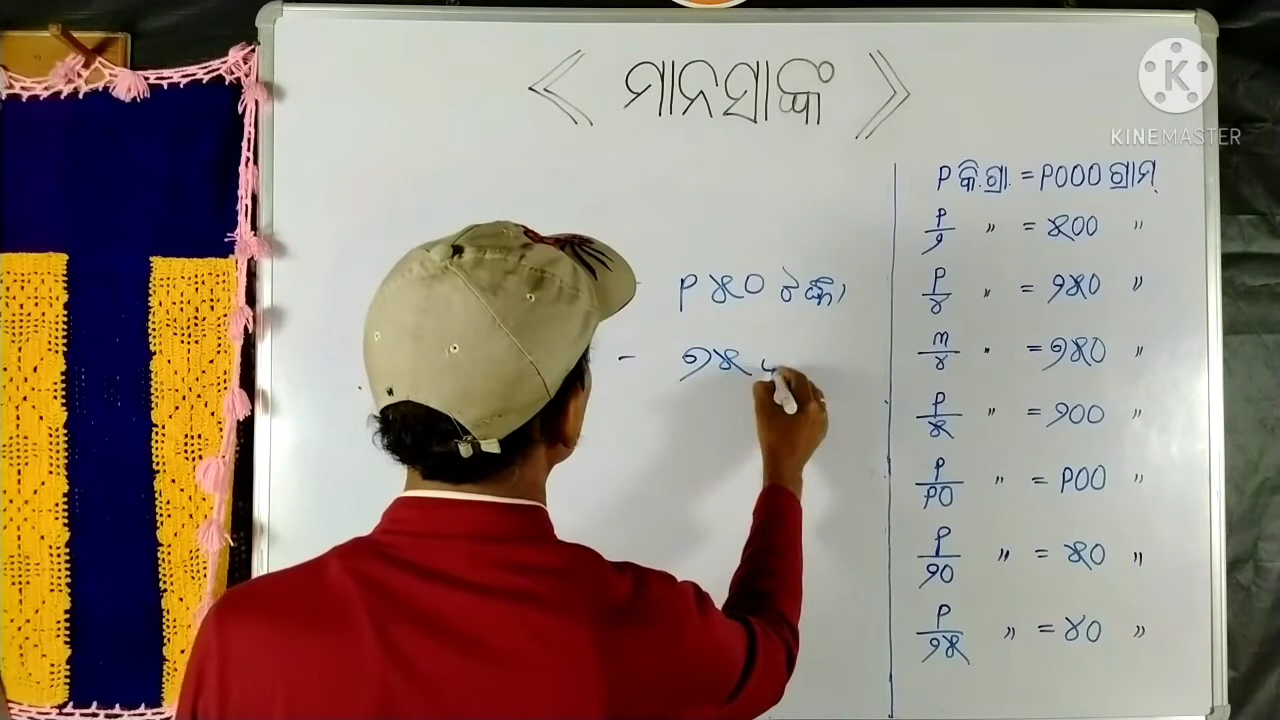 《 ମାନସାଙ୍କ 》
KINEMASTER
୧୫୦ ଟଙ୍କା
- ୭୫
୧ କି.ଗ୍ରା. = ୧୦୦୦ ଗ୍ରାମ୍
୧/୨ " = ୫୦୦ "
୧/୪ " = ୨୫୦ "
୩/୪ " = ୭୫୦ "
୧/୫ " = ୨୦୦ "
୧/୧୦ " = ୧୦୦ "
୧/୨୦ " = ୫୦ "
୧/୨୫ " = ୪୦ "